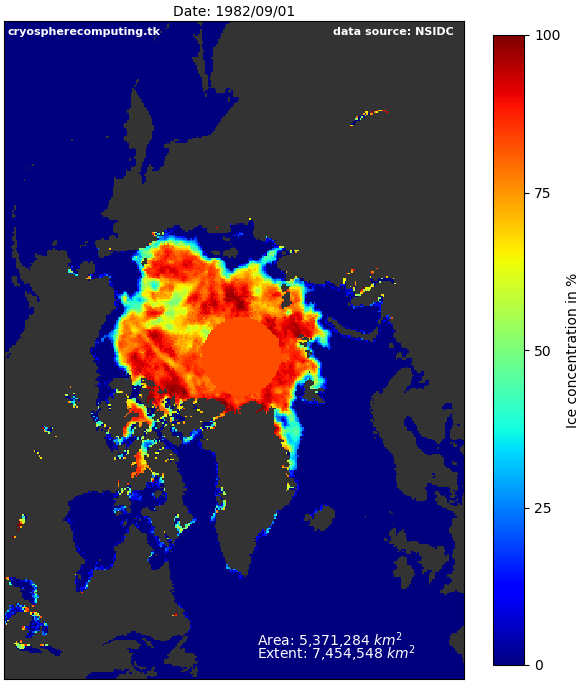 Date: 1982/09/01
cryospherecomputing.tk data source: NSIDC
100
75
50
25
0
Ice concentration in %
Area: 5,371,284 km²
Extent: 7,454,548 km²